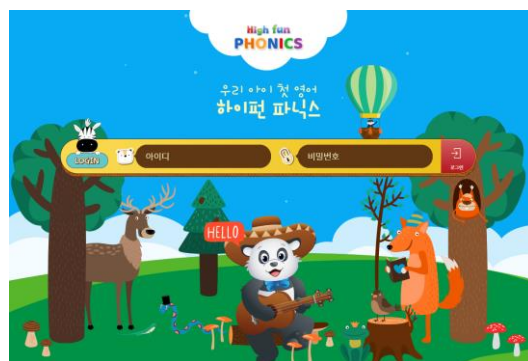 High fun
PHONICS
우리 아이 첫 영어
하이펀 파닉스
LOGIN
아이디
비밀번호
로그인
HELLO